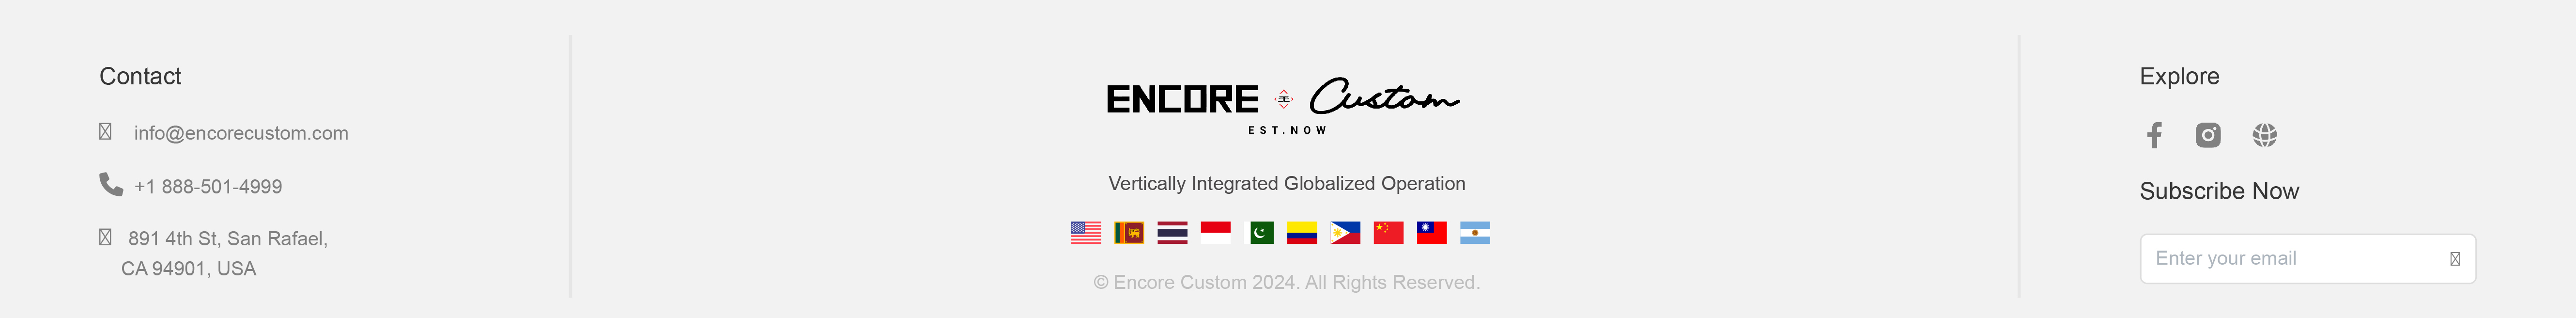 Contact
info@encorecustom.com
+1 888-501-4999
891 4th St, San Rafael,
CA 94901, USA
ENCORE Custom
EST.NOW
Vertically Integrated Globalized Operation
© Encore Custom 2024. All Rights Reserved.
Explore
Subscribe Now
Enter your email